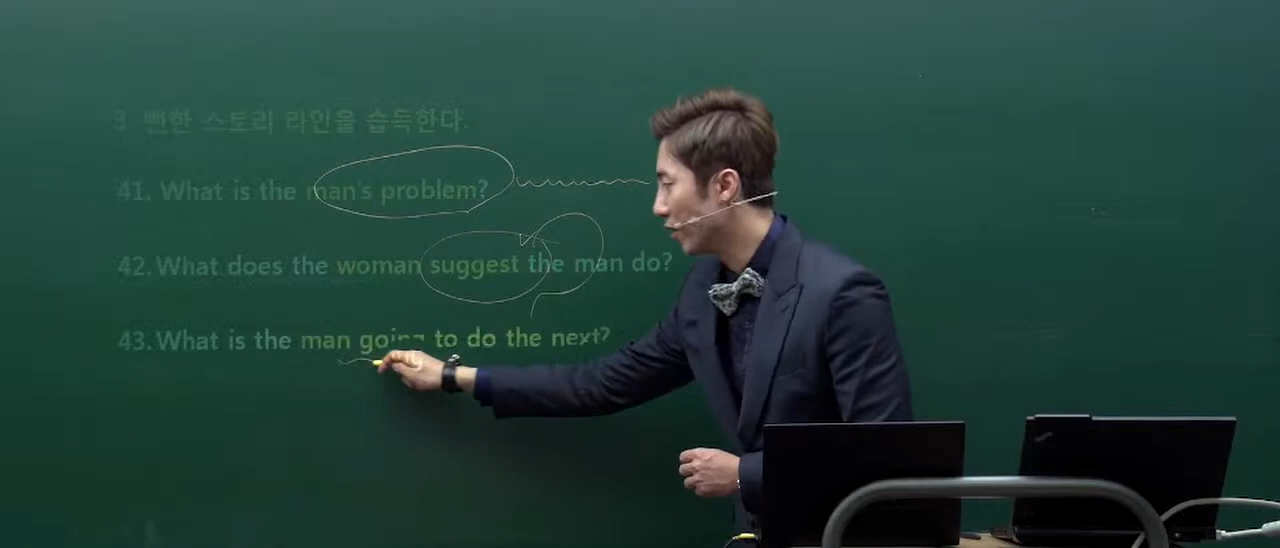 3 뻔한 스토리 라인을 습득한다.
41. What is the man's problem?
42. What does the woman suggest the man do?
43. What is the man going to do the next?